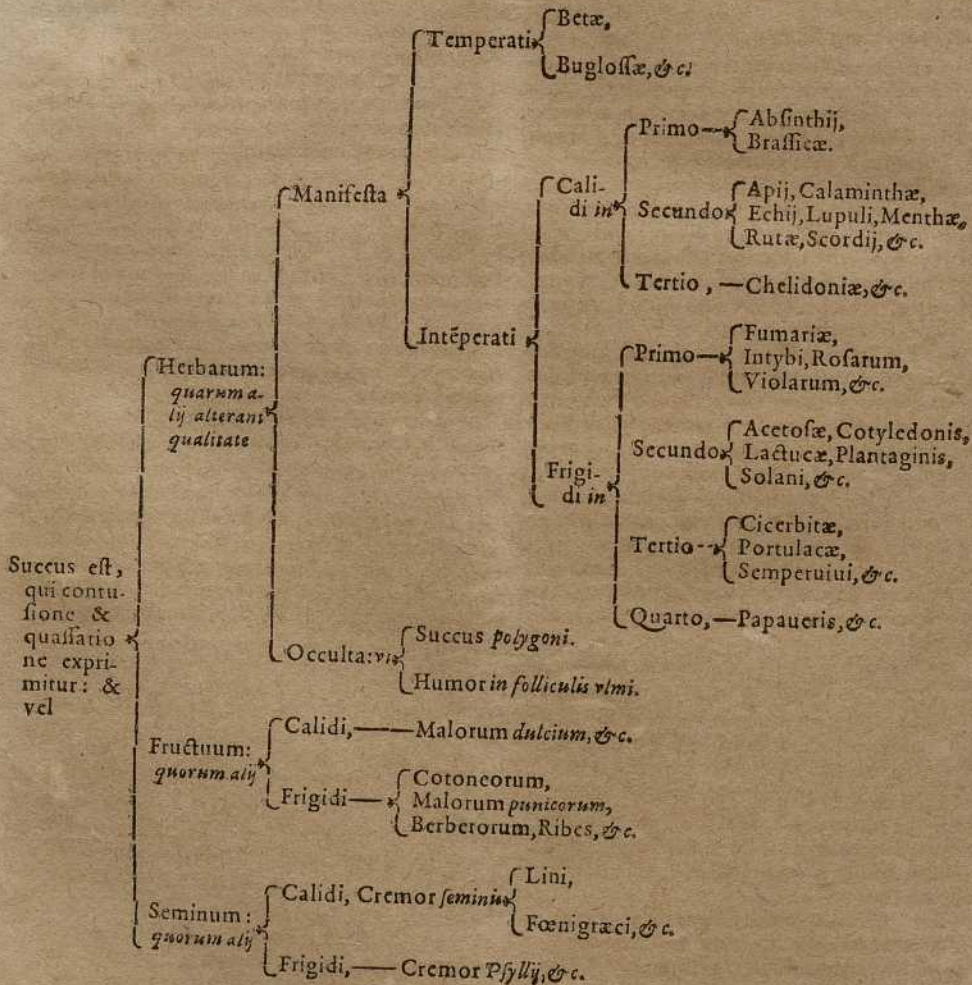 Succus est,
qui contu-
sione &
quassatio
ne expri-
mitur: &
vel
Herbarum:
quarum a-
lij alterant
qualitate
Manifesta
Temperati
Betæ,
Buglossæ, &c.
Intēperati
Cali-
di in
Primo
Absinthij,
Brassicæ.
Secundo
Apij, Calaminthæ,
Echij, Lupuli, Menthæ,
Rutæ, Scordij, &c.
Tertio, — Chelidoniæ, &c.
Frigi-
di in
Primo
Fumariæ,
Intybi, Rosarum,
Violarum, &c.
Secundo
Acetosæ, Cotyledonis,
Lactucæ, Plantaginis,
Solani, &c.
Tertio
Cicerbitæ,
Portulacæ,
Semperuiui, &c.
Quarto, — Papaueris, &c.
Occulta: vi
Succus polygoni.
Humor in folliculis vlmi.
Fructuum:
quorum alij
Calidi, — Malorum dulcium, &c.
Frigidi
Cotoneorum,
Malorum punicorum,
Berberorum, Ribes, &c.
Seminum:
quorum alij
Calidi, Cremor seminis
Lini,
Fœnigræci, &c.
Frigidi, — Cremor Psyllij, &c.